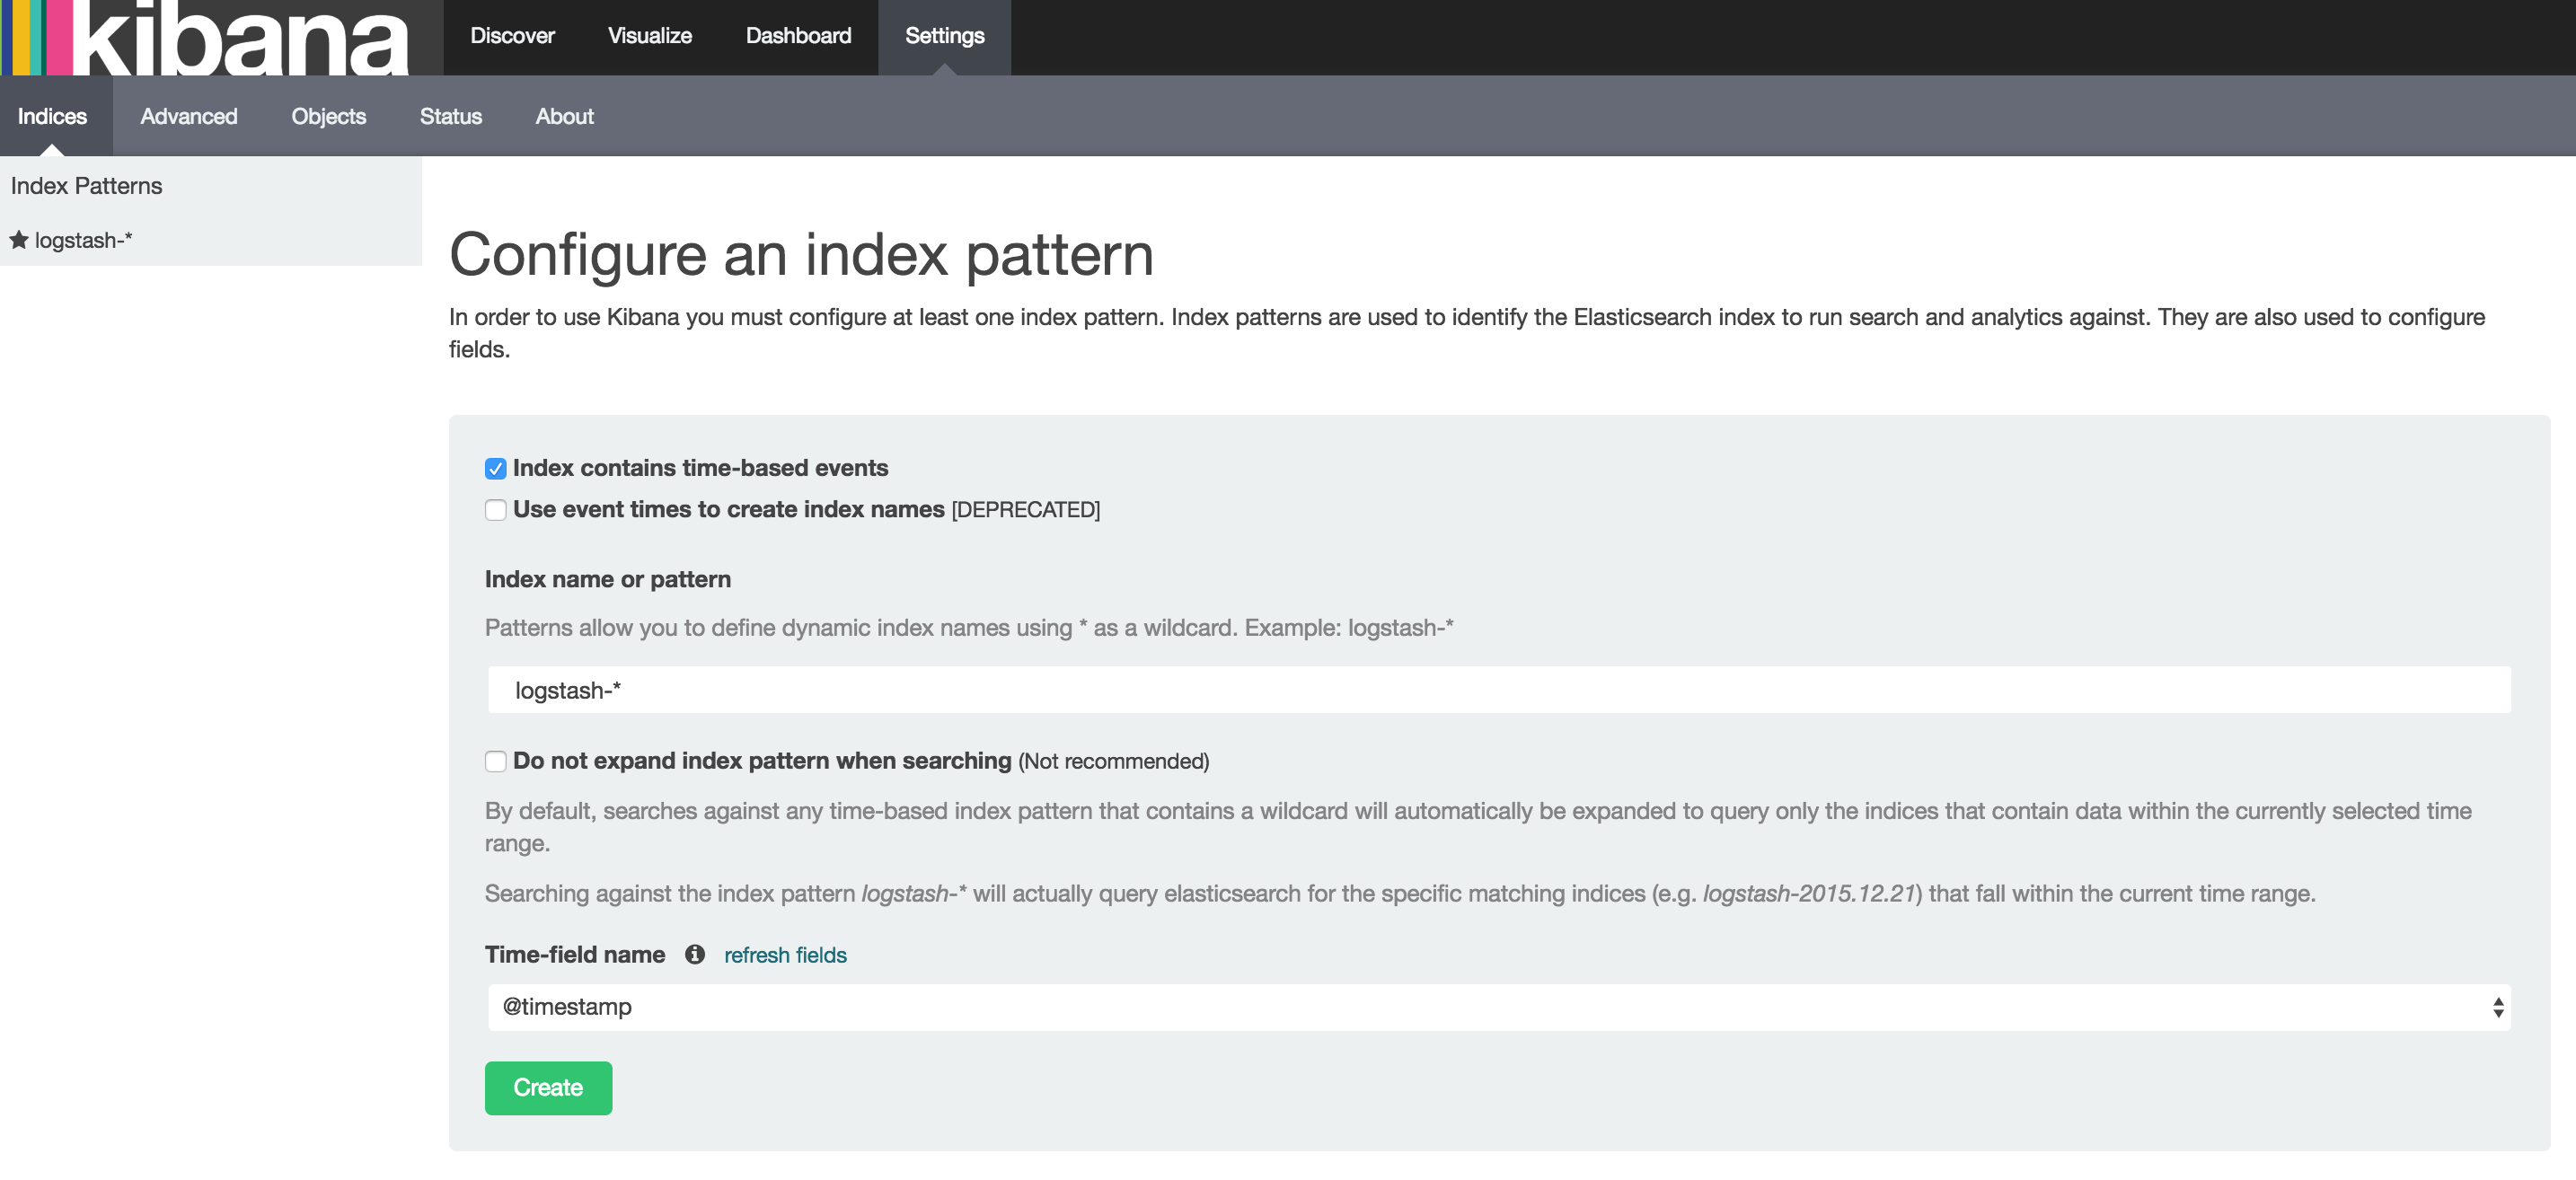 kibana Discover Visualize Dashboard Settings
Indices Advanced Objects Status About
Index Patterns
logstash-*
Configure an index pattern
In order to use Kibana you must configure at least one index pattern. Index patterns are used to identify the Elasticsearch index to run search and analytics against. They are also used to configure
fields.
Index contains time-based events
Use event times to create index names [DEPRECATED]
Index name or pattern
Patterns allow you to define dynamic index names using * as a wildcard. Example: logstash-*
logstash-*
Do not expand index pattern when searching (Not recommended)
By default, searches against any time-based index pattern that contains a wildcard will automatically be expanded to query only the indices that contain data within the currently selected time
range.
Searching against the index pattern logstash-* will actually query elasticsearch for the specific matching indices (e.g. logstash-2015.12.21) that fall within the current time range.
Time-field name refresh fields
@timestamp
Create